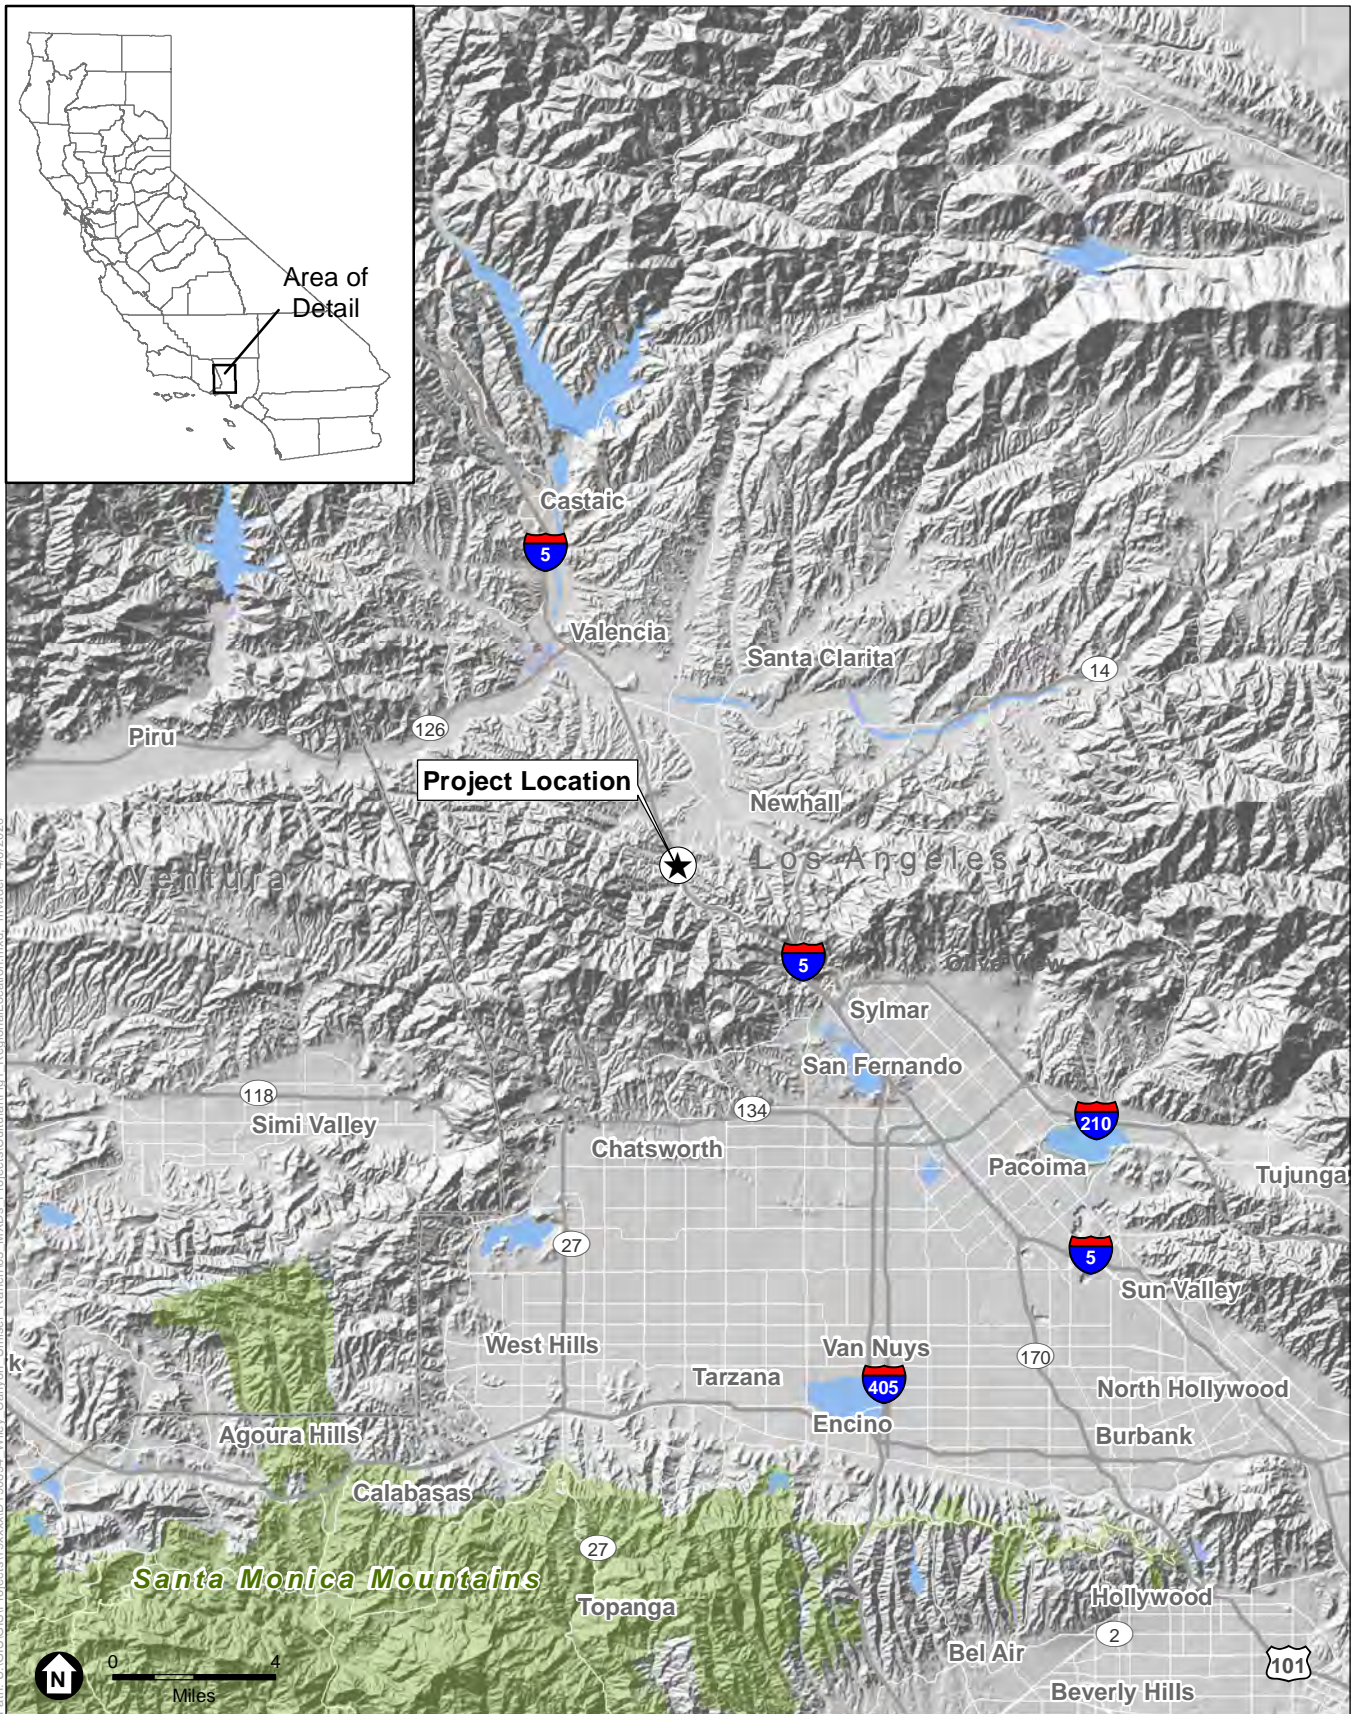 Area of
Detail
Castaic
5
Valencia
Santa Clarita
14
126
Piru
Project Location
Newhall
Los Angeles
Ventura
5
Olive View
Sylmar
San Fernando
118
134
210
Simi Valley
Chatsworth
Pacoima
Tujunga
27
5
Sun Valley
West Hills
Van Nuys
170
k
Tarzana
405
North Hollywood
Encino
Agoura Hills
Burbank
Calabasas
27
Santa Monica Mountains
Hollywood
Topanga
2
Bel Air
101
N
0 4
Miles
Beverly Hills